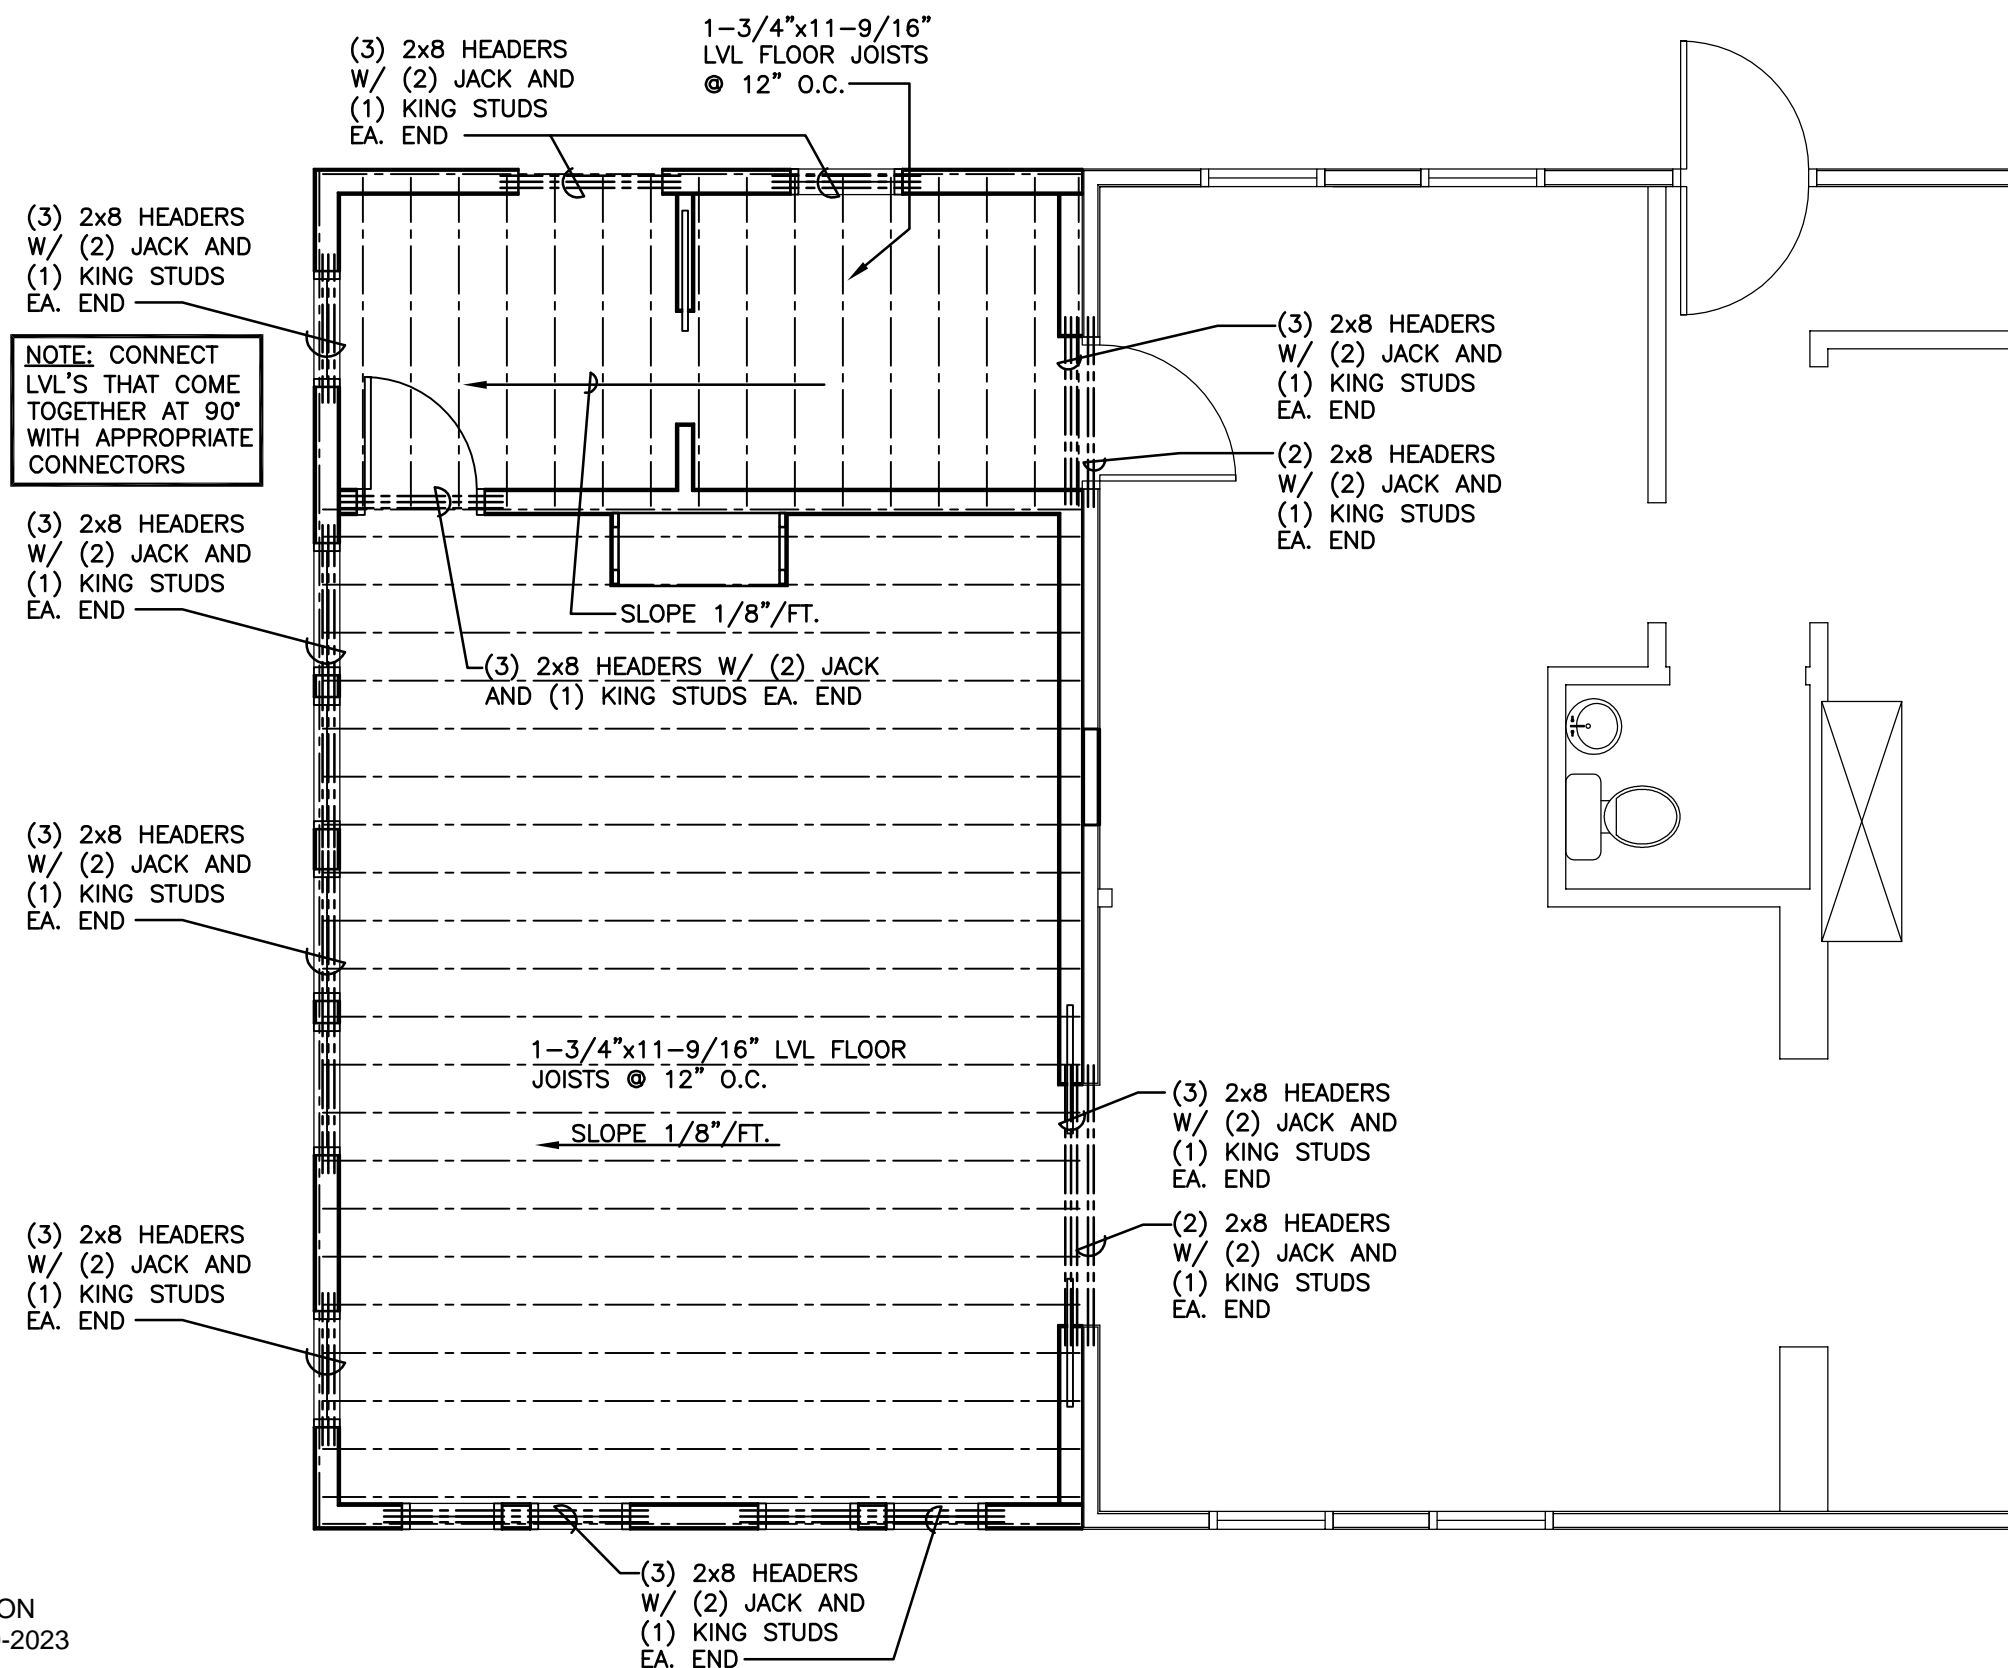 (3) 2x8 HEADERS
W/ (2) JACK AND
(1) KING STUDS
EA. END
1-3/4"x11-9/16"
LVL FLOOR JOISTS
@ 12" O.C.
(3) 2x8 HEADERS
W/ (2) JACK AND
(1) KING STUDS
EA. END
NOTE: CONNECT
LVL'S THAT COME
TOGETHER AT 90°
WITH APPROPRIATE
CONNECTORS
(3) 2x8 HEADERS
W/ (2) JACK AND
(1) KING STUDS
EA. END
(2) 2x8 HEADERS
W/ (2) JACK AND
(1) KING STUDS
EA. END
(3) 2x8 HEADERS
W/ (2) JACK AND
(1) KING STUDS
EA. END
SLOPE 1/8"/FT.
(3) 2x8 HEADERS W/ (2) JACK
AND (1) KING STUDS EA. END
(3) 2x8 HEADERS
W/ (2) JACK AND
(1) KING STUDS
EA. END
1-3/4"x11-9/16" LVL FLOOR
JOISTS @ 12" O.C.
SLOPE 1/8"/FT.
(3) 2x8 HEADERS
W/ (2) JACK AND
(1) KING STUDS
EA. END
(2) 2x8 HEADERS
W/ (2) JACK AND
(1) KING STUDS
EA. END
(3) 2x8 HEADERS
W/ (2) JACK AND
(1) KING STUDS
EA. END
(3) 2x8 HEADERS
W/ (2) JACK AND
(1) KING STUDS
EA. END
ON
-2023